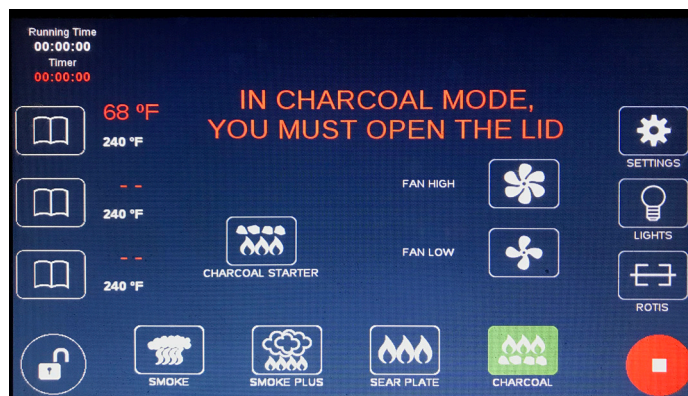 Running Time
00:00:00
Timer
00:00:00
IN CHARCOAL MODE,
YOU MUST OPEN THE LID
68 ºF
240 ºF
- -
240 ºF
- -
240 ºF
FAN HIGH
FAN LOW
CHARCOAL STARTER
SETTINGS
LIGHTS
ROTIS
SMOKE
SMOKE PLUS
SEAR PLATE
CHARCOAL